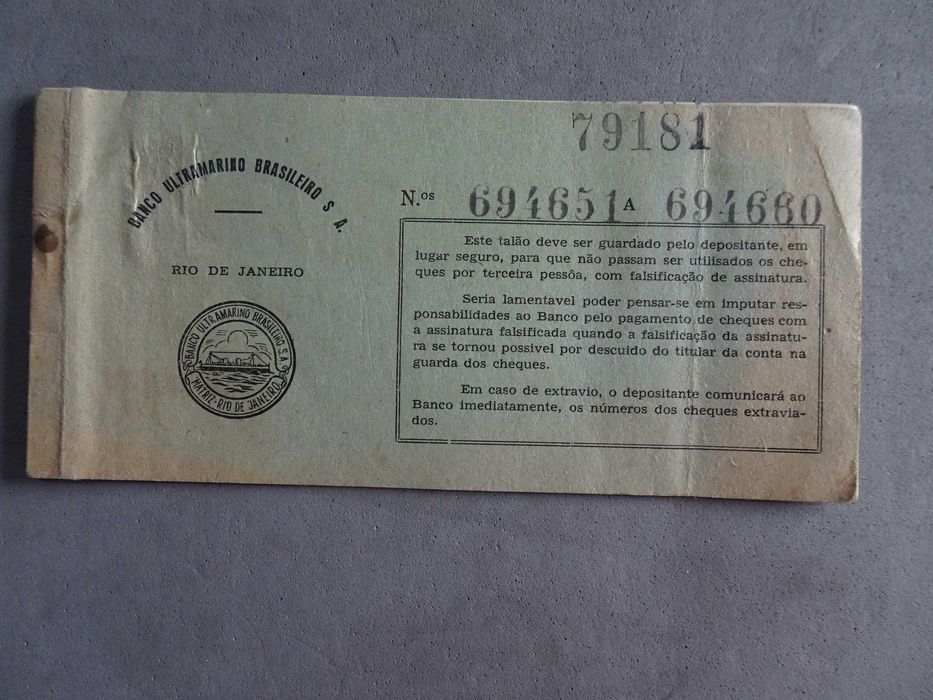 79181
BANCO ULTRAMARINO BRASILEIRO S. A.
RIO DE JANEIRO
BANCO ULTRAMARINO BRASILEIRO S.A.
MATRIZ-RIO DE JANEIRO
N.os 694651 A 694660
Este talão deve ser guardado pelo depositante, em
lugar seguro, para que não passam ser utilisados os che-
ques por terceira pessôa, com falsificação de assinatura.
Seria lamentavel poder pensar-se em imputar res-
ponsabilidades ao Banco pelo pagamento de cheques com
a assinatura falsificada quando a falsificação da assinatu-
ra se tornou possivel por descuido do titular da conta na
guarda dos cheques.
Em caso de extravio, o depositante comunicará ao
Banco imediatamente, os números dos cheques extravia-
dos.